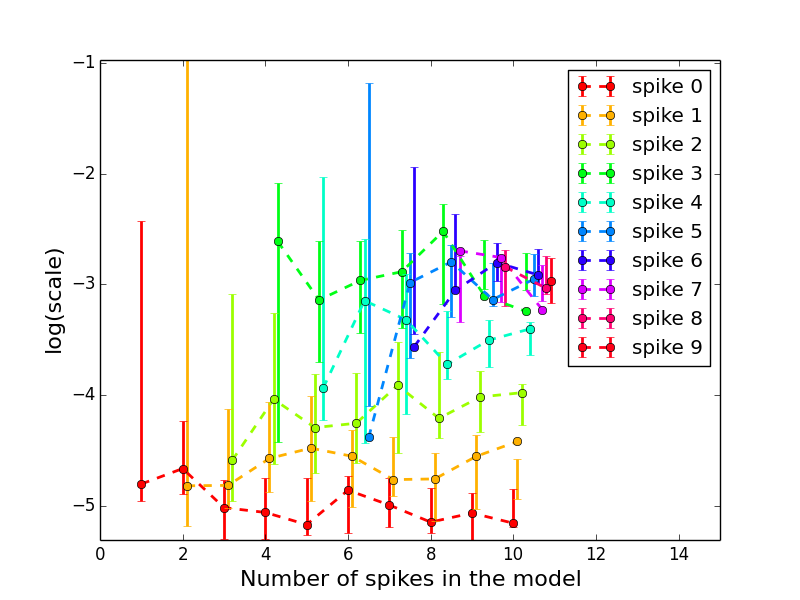 −1
−2
−3
−4
−5
0 2 4 6 8 10 12 14
log(scale)
Number of spikes in the model
spike 0
spike 1
spike 2
spike 3
spike 4
spike 5
spike 6
spike 7
spike 8
spike 9